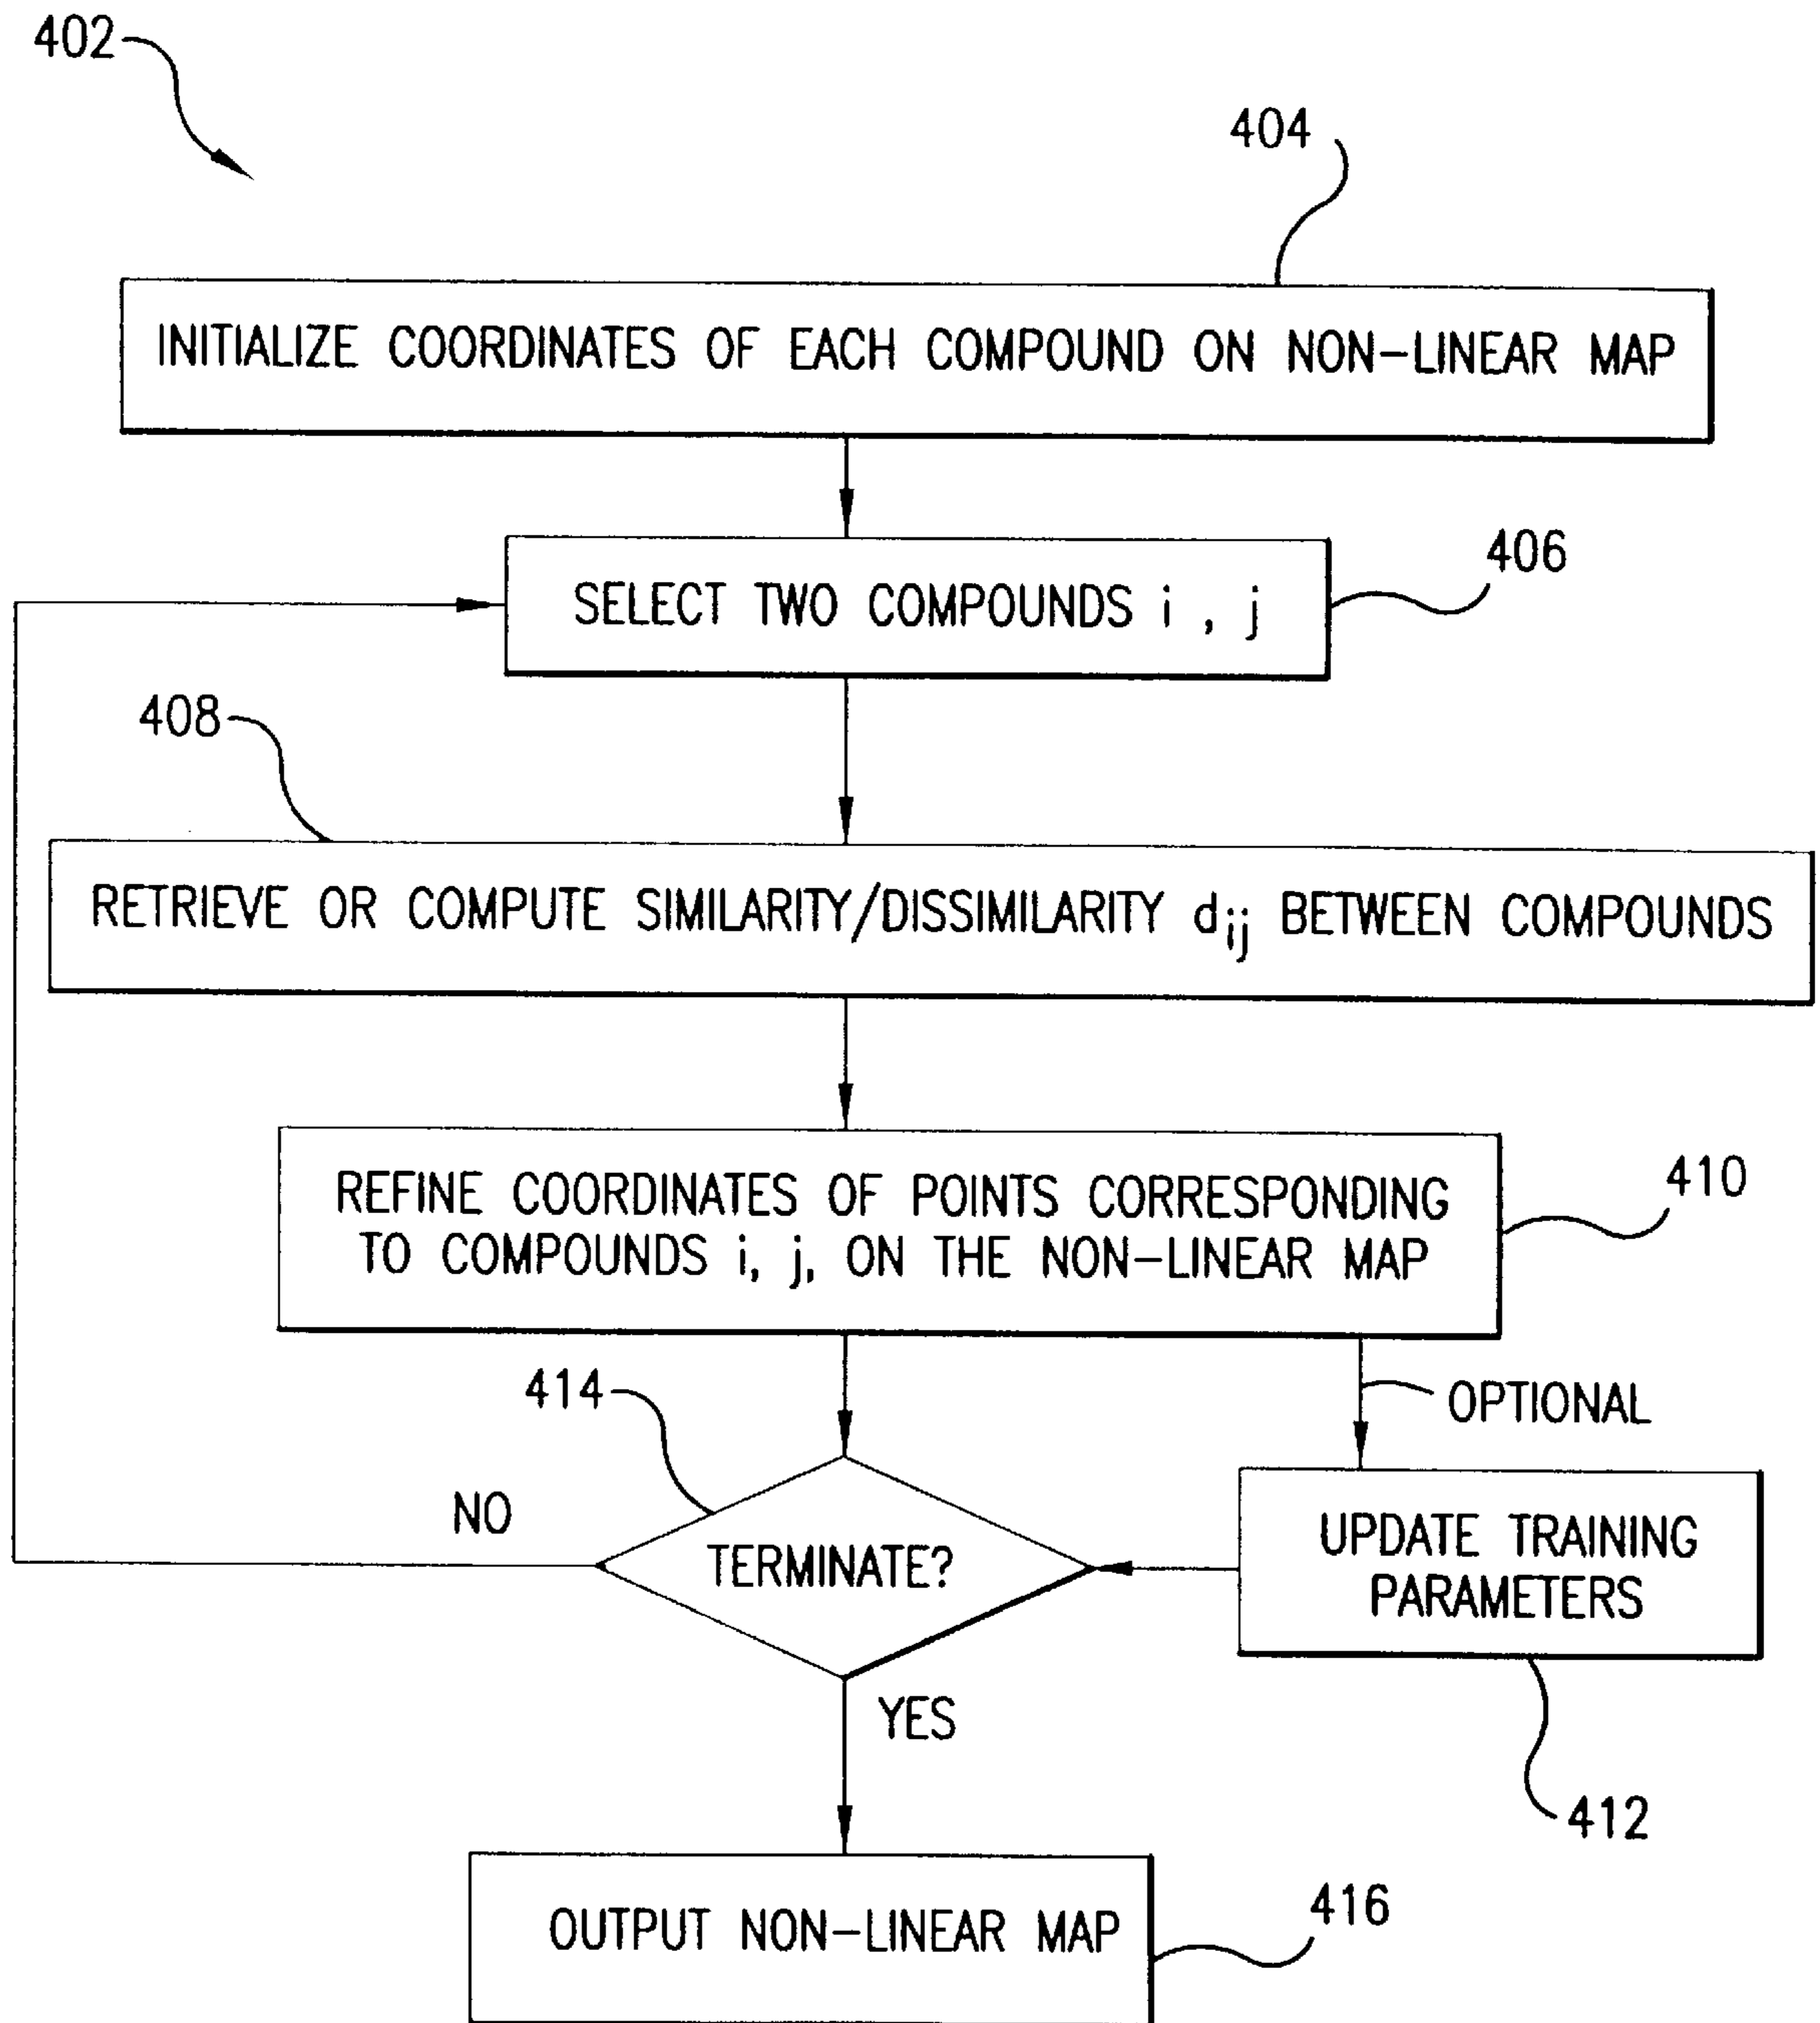 402
404
INITIALIZE COORDINATES OF EACH COMPOUND ON NON-LINEAR MAP
406
SELECT TWO COMPOUNDS i , j
408
RETRIEVE OR COMPUTE SIMILARITY/DISSIMILARITY dij BETWEEN COMPOUNDS
410
REFINE COORDINATES OF POINTS CORRESPONDING
TO COMPOUNDS i, j, ON THE NON-LINEAR MAP
414
OPTIONAL
NO
TERMINATE?
UPDATE TRAINING
PARAMETERS
YES
412
416
OUTPUT NON-LINEAR MAP